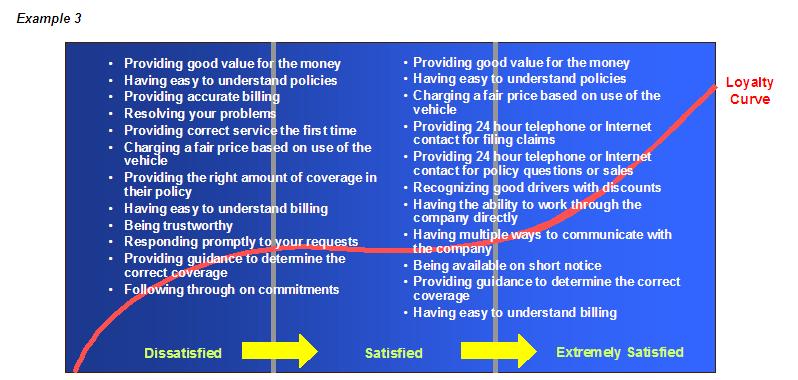 Example 3
• Providing good value for the money
• Having easy to understand policies
• Providing accurate billing
• Resolving your problems
• Providing correct service the first time
• Charging a fair price based on use of the
vehicle
• Providing the right amount of coverage in
their policy
• Having easy to understand billing
• Being trustworthy
• Responding promptly to your requests
• Providing guidance to determine the
correct coverage
• Following through on commitments
• Providing good value for the money
• Having easy to understand policies
• Charging a fair price based on use of the
vehicle
• Providing 24 hour telephone or Internet
contact for filing claims
• Providing 24 hour telephone or Internet
contact for policy questions or sales
• Recognizing good drivers with discounts
• Having the ability to work through the
company directly
• Having multiple ways to communicate with
the company
• Being available on short notice
• Providing guidance to determine the correct
coverage
• Having easy to understand billing
Loyalty
Curve
Dissatisfied
Satisfied
Extremely Satisfied